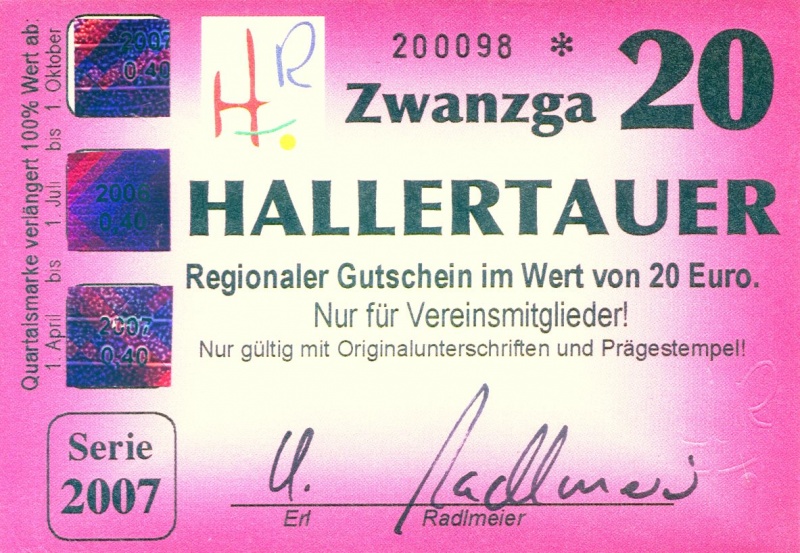 Quartalsmarke verlängert 100% Wert ab:
1. April bis 1. Juli bis 1. Oktober
2007
0,40
2006
0,40
2007
0,40
HR
200098 *
Zwanzga 20
HALLERTAUER
Regionaler Gutschein im Wert von 20 Euro.
Nur für Vereinsmitglieder!
Nur gültig mit Originalunterschriften und Prägestempel!
Serie
2007
Radlmeier
Erl Radlmeier